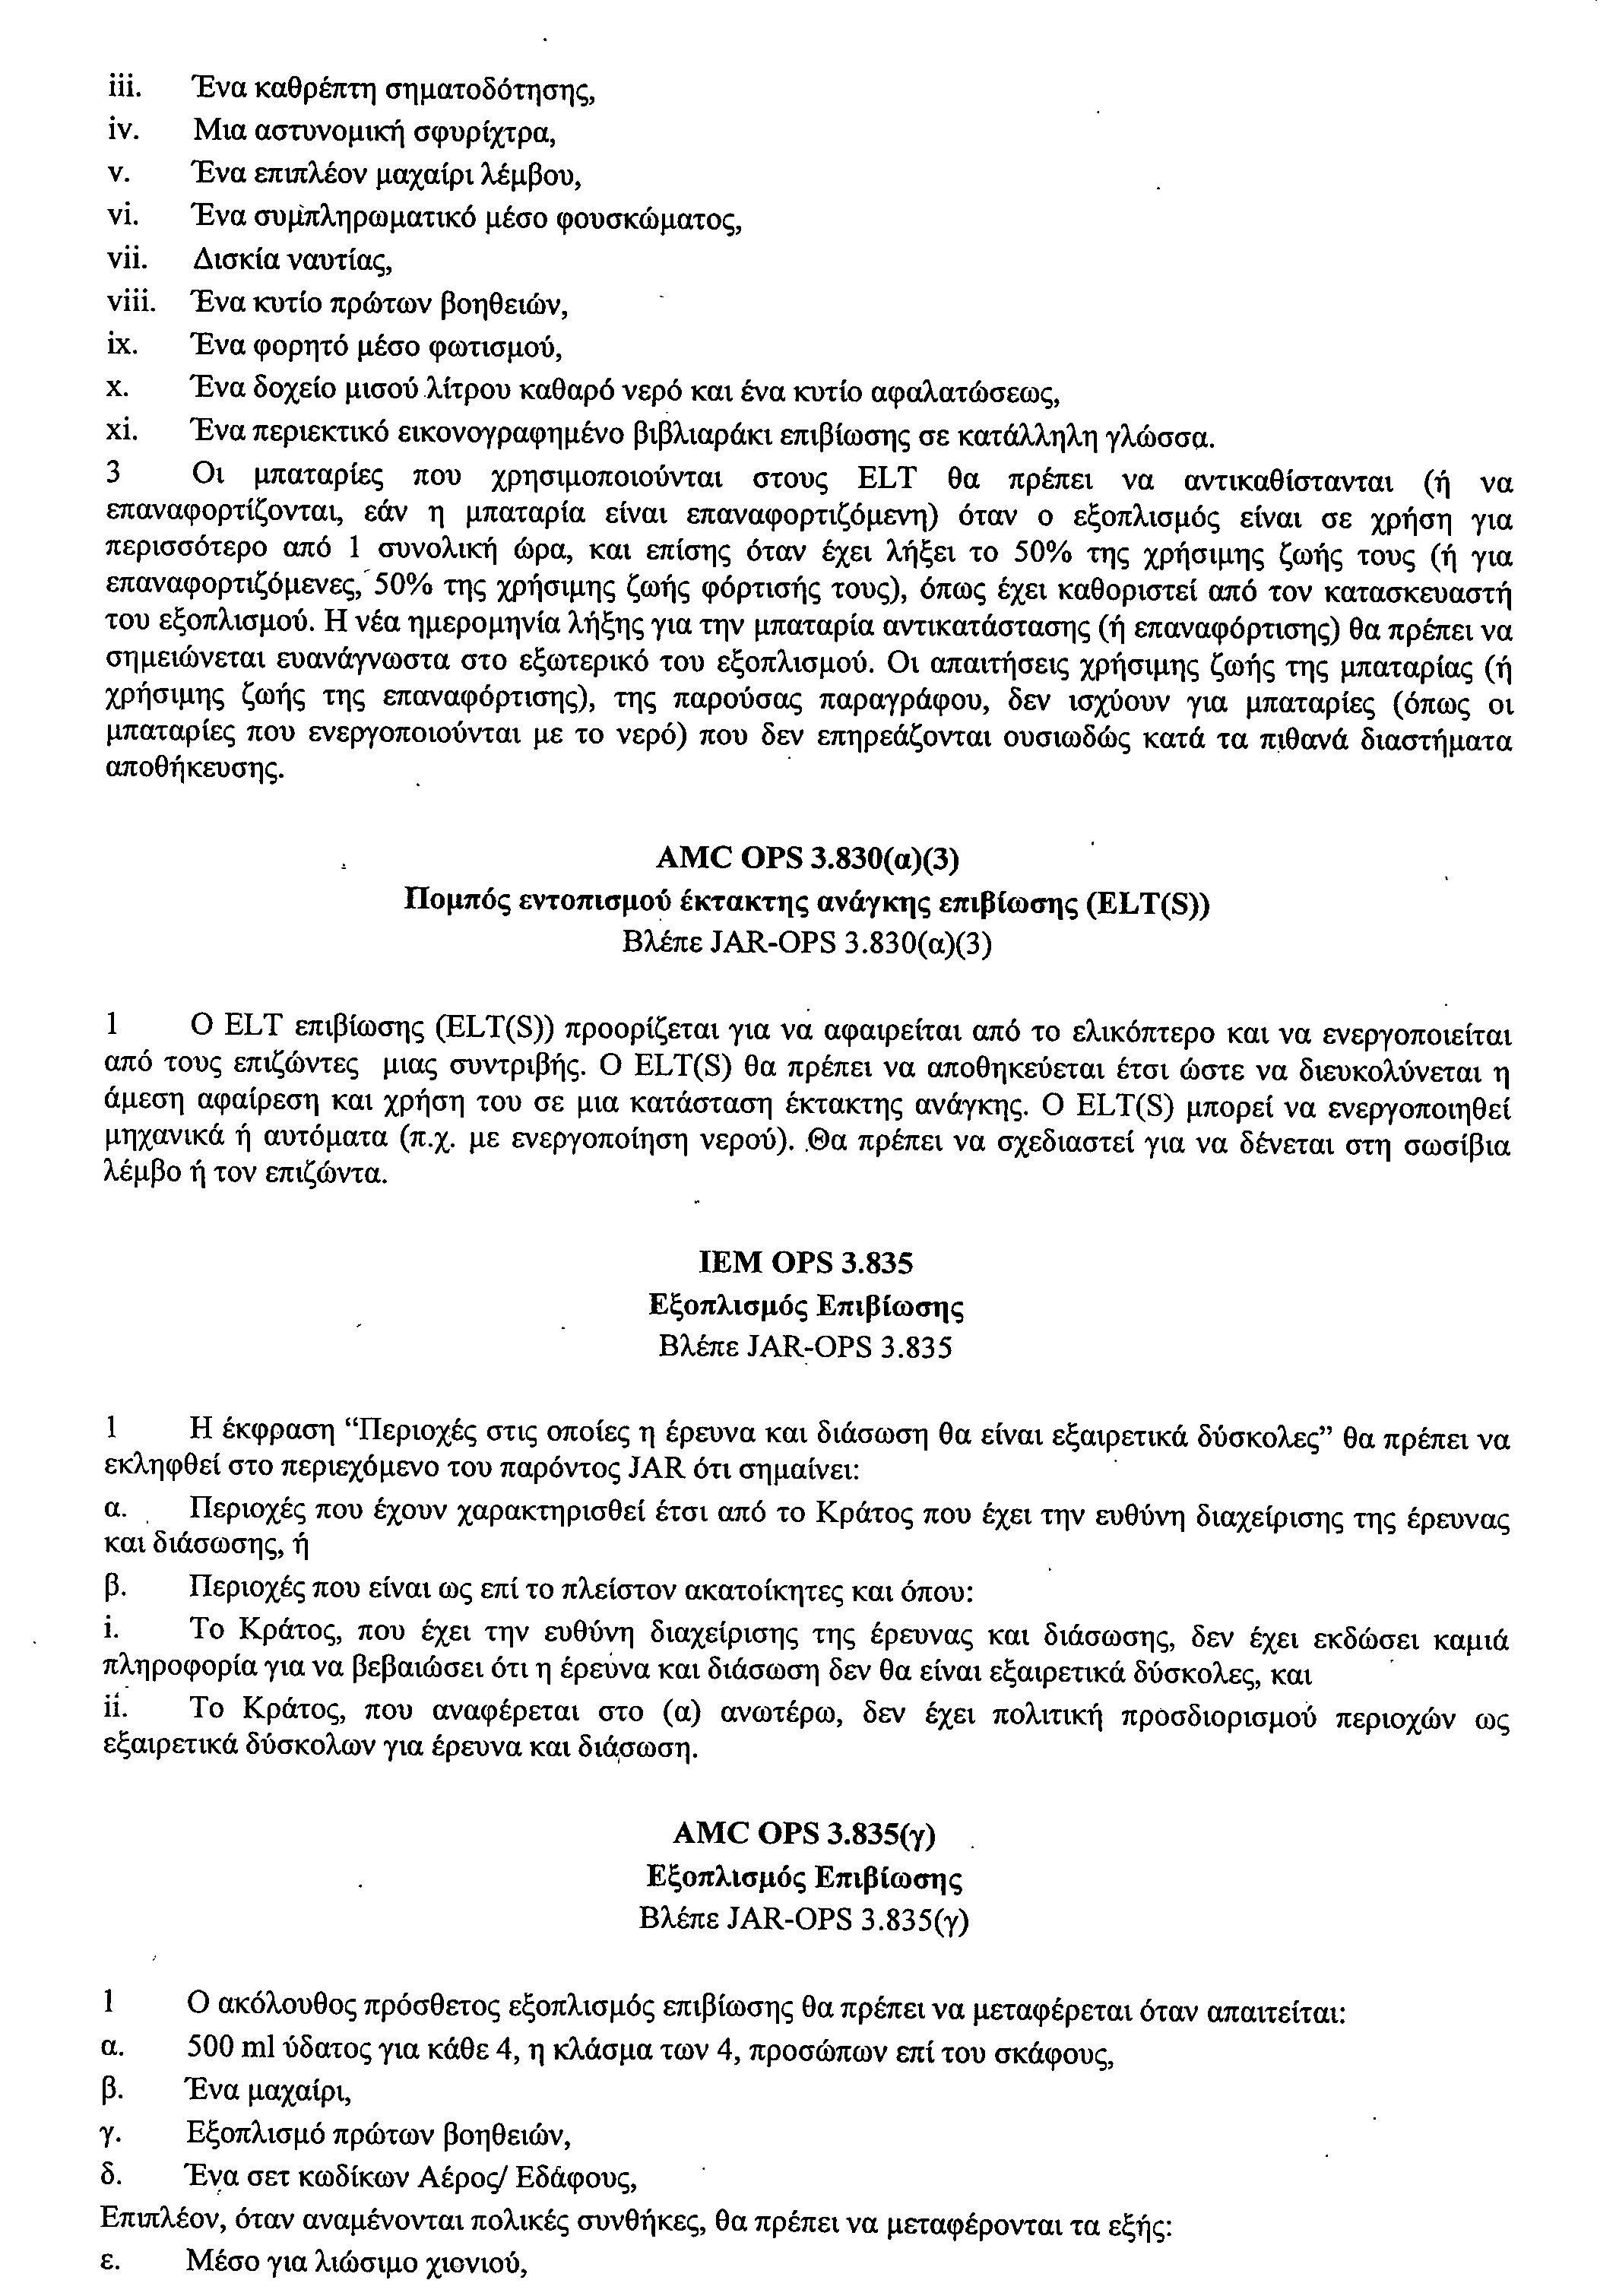 iii. Ένα καθρέπτη σηματοδότησης,
iv. Μια αστυνομική σφυρίχτρα,
v. Ένα επιπλέον μαχαίρι λέμβου,
vi. Ένα συμπληρωματικό μέσο φουσκώματος,
vii. Δισκία ναυτίας,
viii. Ένα κυτίο πρώτων βοηθειών,
ix. Ένα φορητό μέσο φωτισμού,
x. Ένα δοχείο μισού λίτρου καθαρό νερό και ένα κυτίο αφαλατώσεως,
xi. Ένα περιεκτικό εικονογραφημένο βιβλιαράκι επιβίωσης σε κατάλληλη γλώσσα.
3 Οι μπαταρίες που χρησιμοποιούνται στους ELT θα πρέπει να αντικαθίστανται (ή να
επαναφορτίζονται, εάν η μπαταρία είναι επαναφορτιζόμενη) όταν ο εξοπλισμός είναι σε χρήση για
περισσότερο από 1 συνολική ώρα, και επίσης όταν έχει λήξει το 50% της χρήσιμης ζωής τους (ή για
επαναφορτιζόμενες, 50% της χρήσιμης ζωής φόρτισής τους), όπως έχει καθοριστεί από τον κατασκευαστή
του εξοπλισμού. Η νέα ημερομηνία λήξης για την μπαταρία αντικατάστασης (ή επαναφόρτισης) θα πρέπει να
σημειώνεται ευανάγνωστα στο εξωτερικό του εξοπλισμού. Οι απαιτήσεις χρήσιμης ζωής της μπαταρίας (ή
χρήσιμης ζωής της επαναφόρτισης), της παρούσας παραγράφου, δεν ισχύουν για μπαταρίες (όπως οι
μπαταρίες που ενεργοποιούνται με το νερό) που δεν επηρεάζονται ουσιωδώς κατά τα πιθανά διαστήματα
αποθήκευσης.
AMC OPS 3.830(α)(3)
Πομπός εντοπισμού έκτακτης ανάγκης επιβίωσης (ELT(S))
Βλέπε JAR-OPS 3.830(α)(3)
1 Ο ELT επιβίωσης (ELT(S)) προορίζεται για να αφαιρείται από το ελικόπτερο και να ενεργοποιείται
από τους επιζώντες μιας συντριβής. Ο ELT(S) θα πρέπει να αποθηκεύεται έτσι ώστε να διευκολύνεται η
άμεση αφαίρεση και χρήση του σε μια κατάσταση έκτακτης ανάγκης. Ο ELT(S) μπορεί να ενεργοποιηθεί
μηχανικά ή αυτόματα (π.χ. με ενεργοποίηση νερού). Θα πρέπει να σχεδιαστεί για να δένεται στη σωσίβια
λέμβο ή τον επιζώντα.
IEM OPS 3.835
Εξοπλισμός Επιβίωσης
Βλέπε JAR-OPS 3.835
1 Η έκφραση “Περιοχές στις οποίες η έρευνα και διάσωση θα είναι εξαιρετικά δύσκολες” θα πρέπει να
εκληφθεί στο περιεχόμενο του παρόντος JAR ότι σημαίνει:
α. Περιοχές που έχουν χαρακτηρισθεί έτσι από το Κράτος που έχει την ευθύνη διαχείρισης της έρευνας
και διάσωσης, ή
β. Περιοχές που είναι ως επί το πλείστον ακατοίκητες και όπου:
i. Το Κράτος, που έχει την ευθύνη διαχείρισης της έρευνας και διάσωσης, δεν έχει εκδώσει καμιά
πληροφορία για να βεβαιώσει ότι η έρευνα και διάσωση δεν θα είναι εξαιρετικά δύσκολες, και
ii. Το Κράτος, που αναφέρεται στο (α) ανωτέρω, δεν έχει πολιτική προσδιορισμού περιοχών ως
εξαιρετικά δύσκολων για έρευνα και διάσωση.
AMC OPS 3.835(γ)
Εξοπλισμός Επιβίωσης
Βλέπε JAR-OPS 3.835(γ)
1 Ο ακόλουθος πρόσθετος εξοπλισμός επιβίωσης θα πρέπει να μεταφέρεται όταν απαιτείται:
α. 500 ml ύδατος για κάθε 4, η κλάσμα των 4, προσώπων επί του σκάφους,
β. Ένα μαχαίρι,
γ. Εξοπλισμό πρώτων βοηθειών,
δ. Ένα σετ κωδίκων Αέρος/ Εδάφους,
Επιπλέον, όταν αναμένονται πολικές συνθήκες, θα πρέπει να μεταφέρονται τα εξής:
ε. Μέσο για λιώσιμο χιονιού,